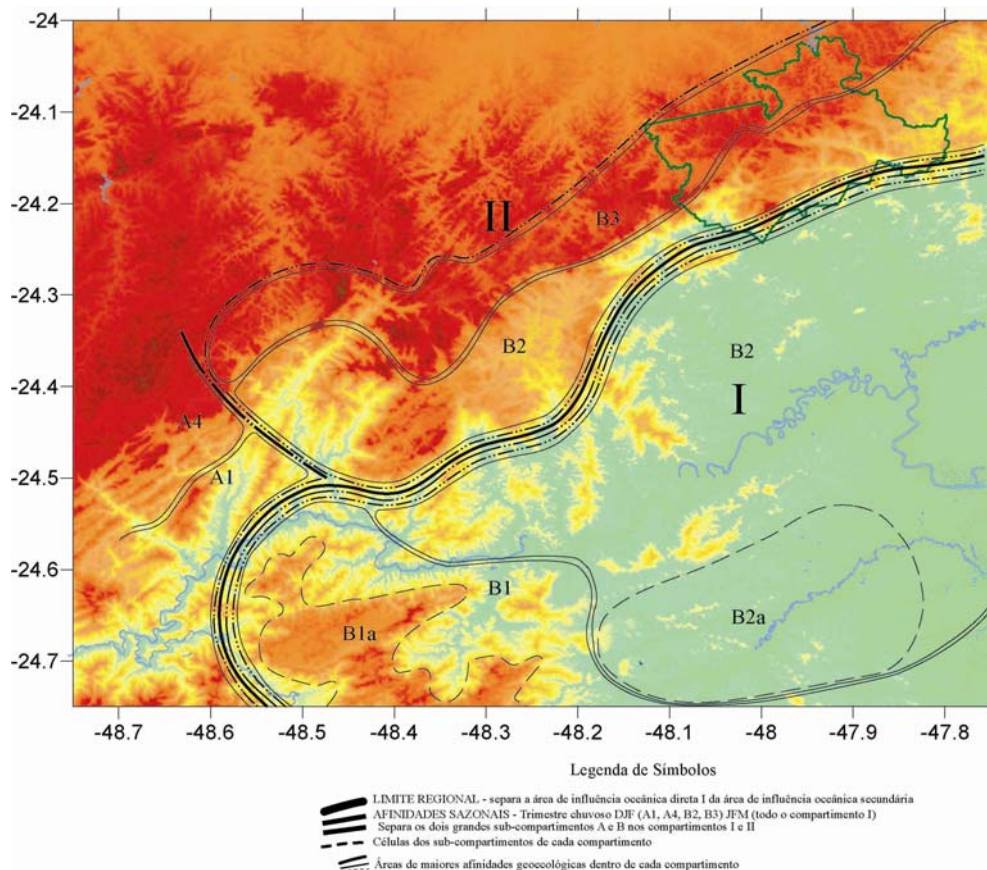 -24
-24.1
-24.2
-24.3
-24.4
-24.5
-24.6
-24.7
II
B3
B2
B2
I
A4
A1
B1
B1a
B2a
-48.7 -48.6 -48.5 -48.4 -48.3 -48.2 -48.1 -48 -47.9 -47.8
Legenda de Símbolos
LIMITE REGIONAL - separa a área de influência oceânica direta I da área de influência oceânica secundária
AFINIDADES SAZONAIS - Trimestre chuvoso DJF (A1, A4, B2, B3) JFM (todo o compartimento I)
Separa os dois grandes sub-compartimentos A e B nos compartimentos I e II
Células dos sub-compartimentos de cada compartimento
Áreas de maiores afinidades geoecológicas dentro de cada compartimento